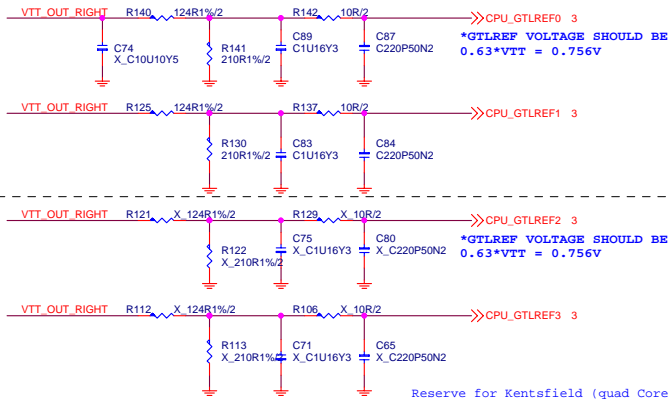 VTT_OUT_RIGHT R140 124R1%/2 R142 10R/2 CPU_GTLREF0 3
*GTLREF VOLTAGE SHOULD BE
0.63*VTT = 0.756V
C74
X_C10U10Y5
R141
210R1%/2
C89
C1U16Y3
C87
C220P50N2
VTT_OUT_RIGHT R125 124R1%/2 R137 10R/2 CPU_GTLREF1 3
R130
210R1%/2
C83
C1U16Y3
C84
C220P50N2
VTT_OUT_RIGHT R121 X_124R1%/2 R129 X_10R/2 CPU_GTLREF2 3
*GTLREF VOLTAGE SHOULD BE
0.63*VTT = 0.756V
R122
X_210R1%/2
C75
X_C1U16Y3
C80
X_C220P50N2
VTT_OUT_RIGHT R112 X_124R1%/2 R106 X_10R/2 CPU_GTLREF3 3
R113
X_210R1%/2
C71
X_C1U16Y3
C65
X_C220P50N2
Reserve for Kentsfield (quad Core